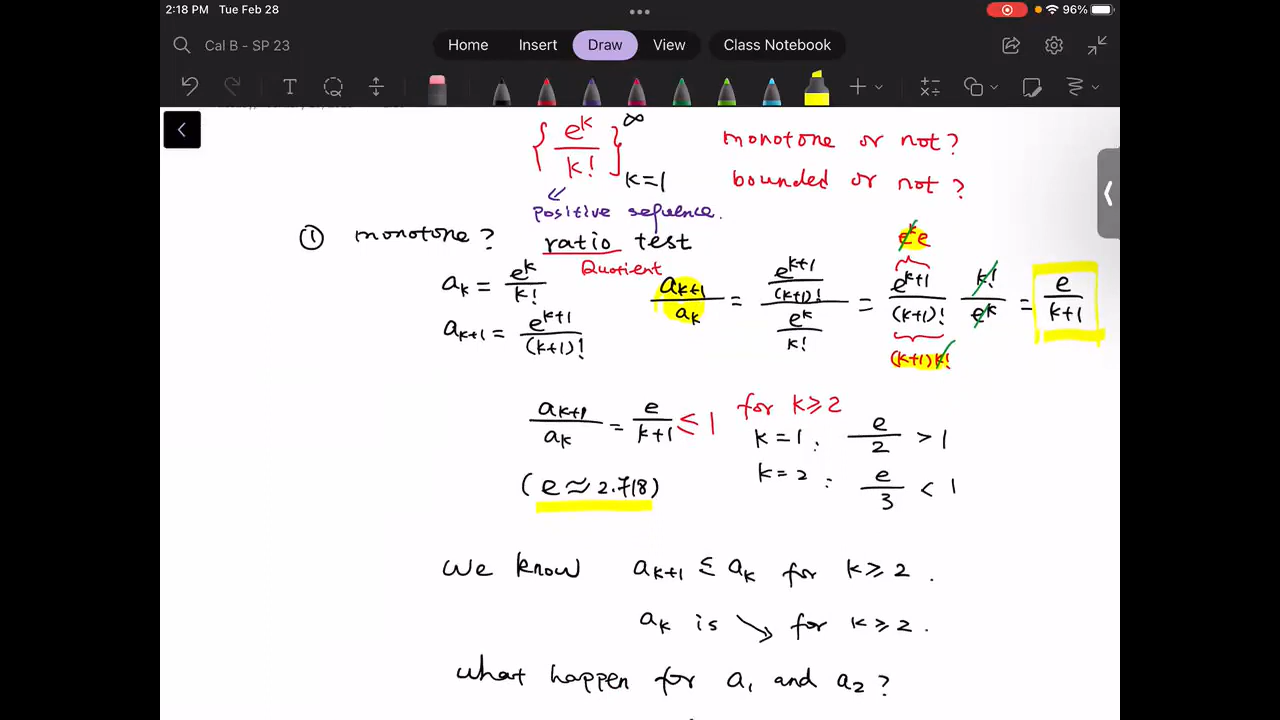 2:18 PM Tue Feb 28
96%
Cal B - SP 23
Home Insert Draw View Class Notebook
{ e^k / k! }_{k=1}^∞ monotone or not?
bounded or not?
positive sequence.
① monotone? ratio test
Quotient
a_k = e^k / k!
a_{k+1} = e^{k+1} / (k+1)!
a_{k+1} / a_k = (e^{k+1} / (k+1)!) / (e^k / k!) = e^{k+1} / (k+1)! k! / e^k = e / (k+1)
e^k e
(k+1) k!
a_{k+1} / a_k = e / (k+1) ≤ 1 for k ≥ 2
k = 1 : e / 2 > 1
k = 2 : e / 3 < 1
( e ≈ 2.718 )
We know a_{k+1} ≤ a_k for k ≥ 2 .
a_k is ↘ for k ≥ 2 .
What happen for a_1 and a_2 ?